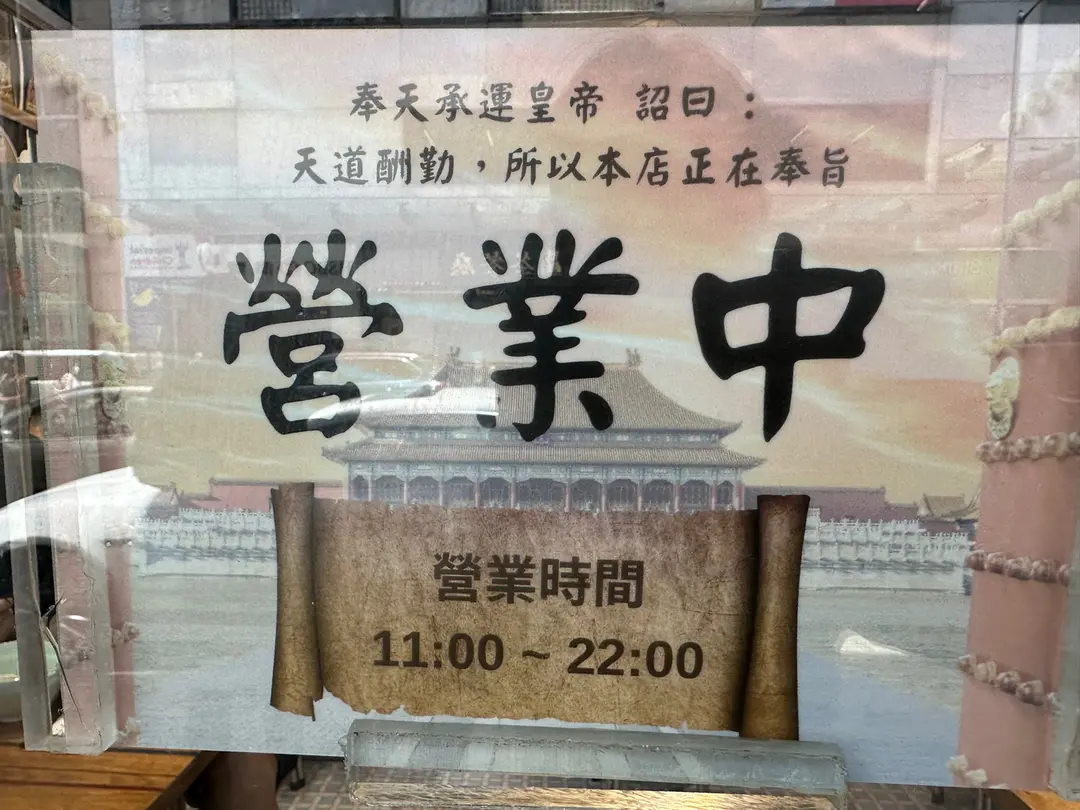 奉天承運皇帝 詔曰：
天道酬勤，所以本店正在奉旨
營業中
營業時間
11:00 ~ 22:00